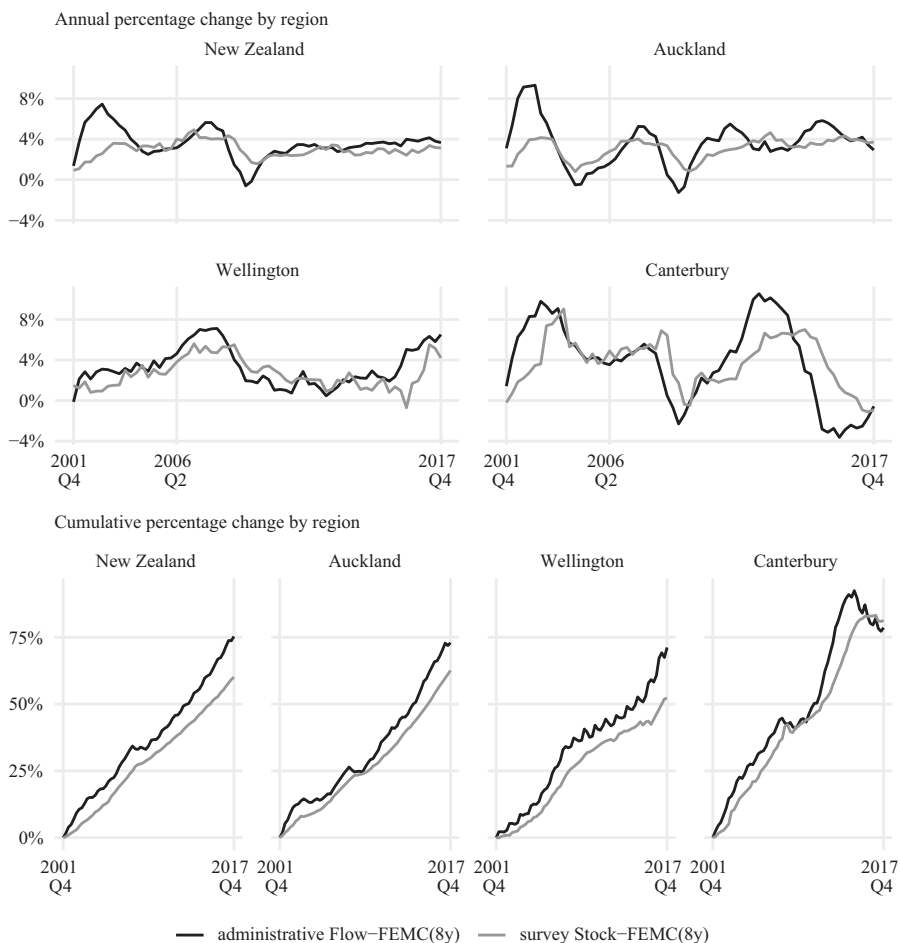 Annual percentage change by region
New Zealand
Auckland
8%
4%
0%
−4%
Wellington
Canterbury
8%
4%
0%
−4%
2001
Q4
2006
Q2
2017
Q4
2001
Q4
2006
Q2
2017
Q4
Cumulative percentage change by region
New Zealand
Auckland
Wellington
Canterbury
75%
50%
25%
0%
2001
Q4
2017
Q4
2001
Q4
2017
Q4
2001
Q4
2017
Q4
2001
Q4
2017
Q4
administrative Flow−FEMC(8y)
survey Stock−FEMC(8y)